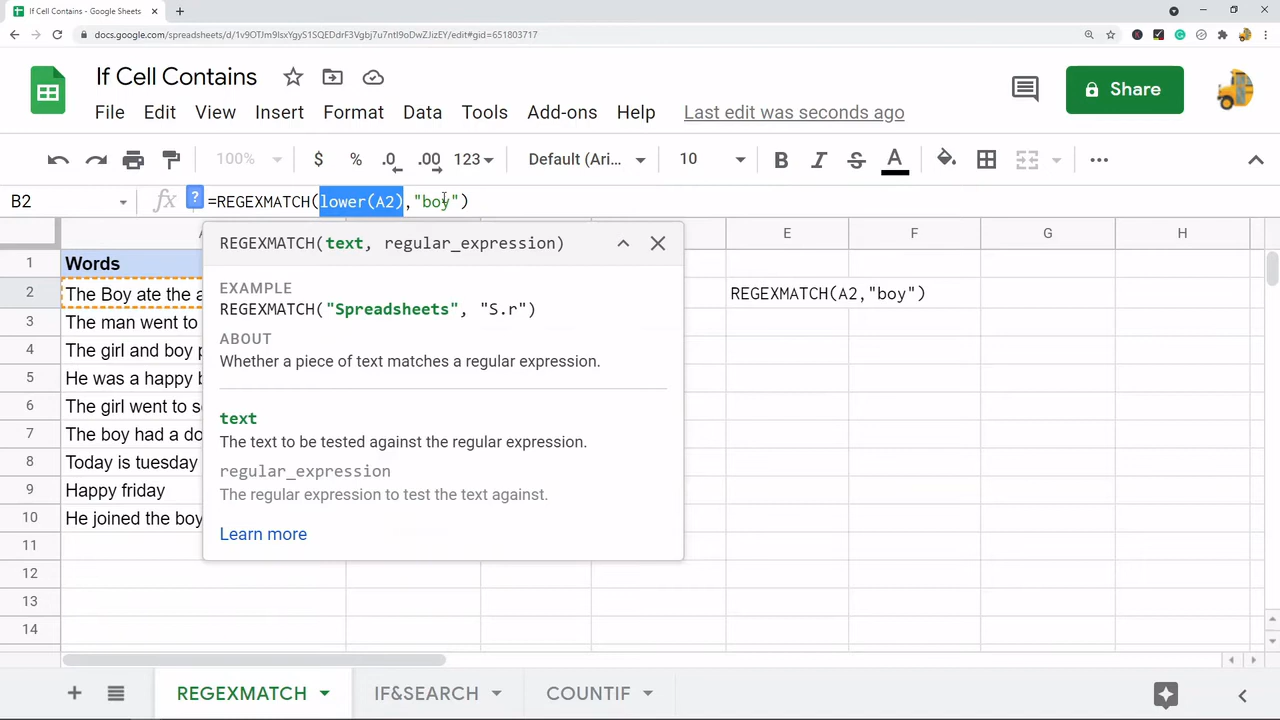 If Cell Contains - Google Sheets
docs.google.com/spreadsheets/d/1v9OTJm9IsxYgyS1SQEDdrF3Vgbj7u7ntI9oDwZJizEY/edit#gid=651803717
If Cell Contains
File Edit View Insert Format Data Tools Add-ons Help Last edit was seconds ago
Share
100% $ % .0 .00 123 Default (Ari... 10 B I S A
B2 fx ? =REGEXMATCH(lower(A2),"boy")
REGEXMATCH(text, regular_expression)
EXAMPLE
REGEXMATCH("Spreadsheets", "S.r")
ABOUT
Whether a piece of text matches a regular expression.
text
The text to be tested against the regular expression.
regular_expression
The regular expression to test the text against.
Learn more
E F G H
1 Words
2 The Boy ate the a REGEXMATCH(A2,"boy")
3 The man went to
4 The girl and boy p
5 He was a happy b
6 The girl went to s
7 The boy had a do
8 Today is tuesday
9 Happy friday
10 He joined the boy
11
12
13
14
REGEXMATCH IF&SEARCH COUNTIF